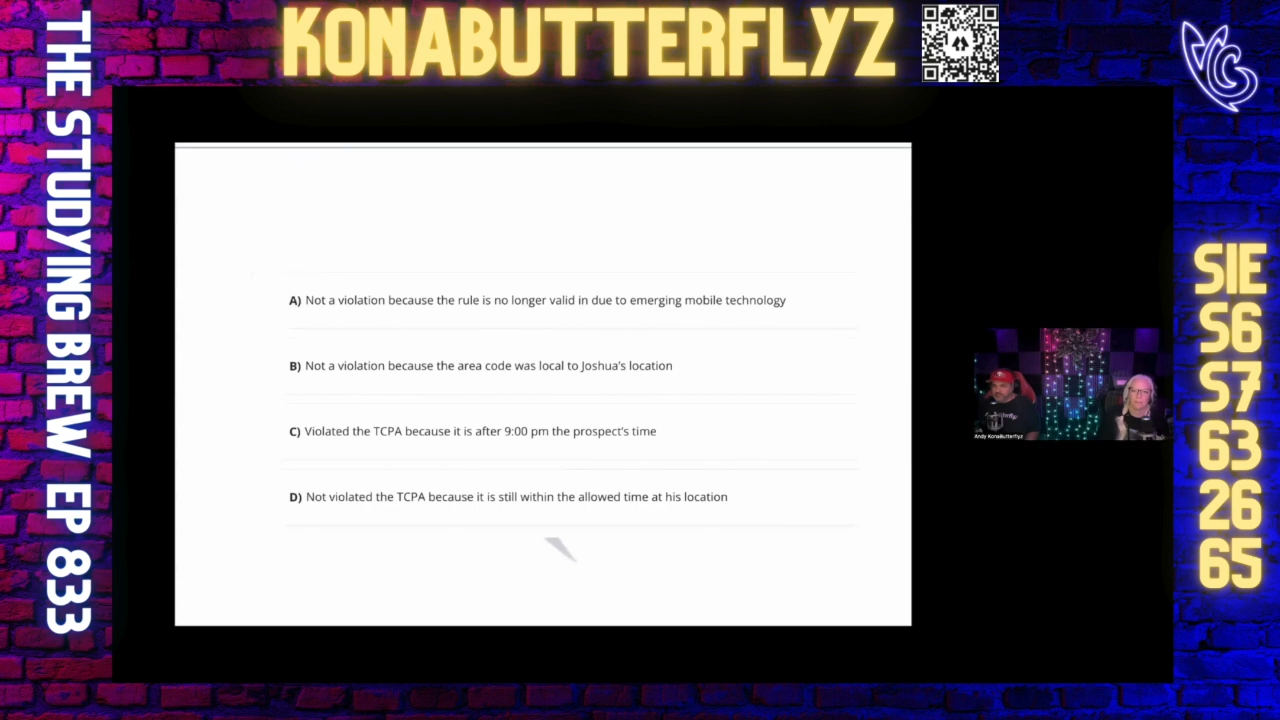 KONABUTTERFLYZ
THE STUDYING BREW EP 833
A) Not a violation because the rule is no longer valid in due to emerging mobile technology
B) Not a violation because the area code was local to Joshua's location
C) Violated the TCPA because it is after 9:00 pm the prospect's time
D) Not violated the TCPA because it is still within the allowed time at his location
Andy KonaButterflyz
SIE
S6
S7
63
26
65